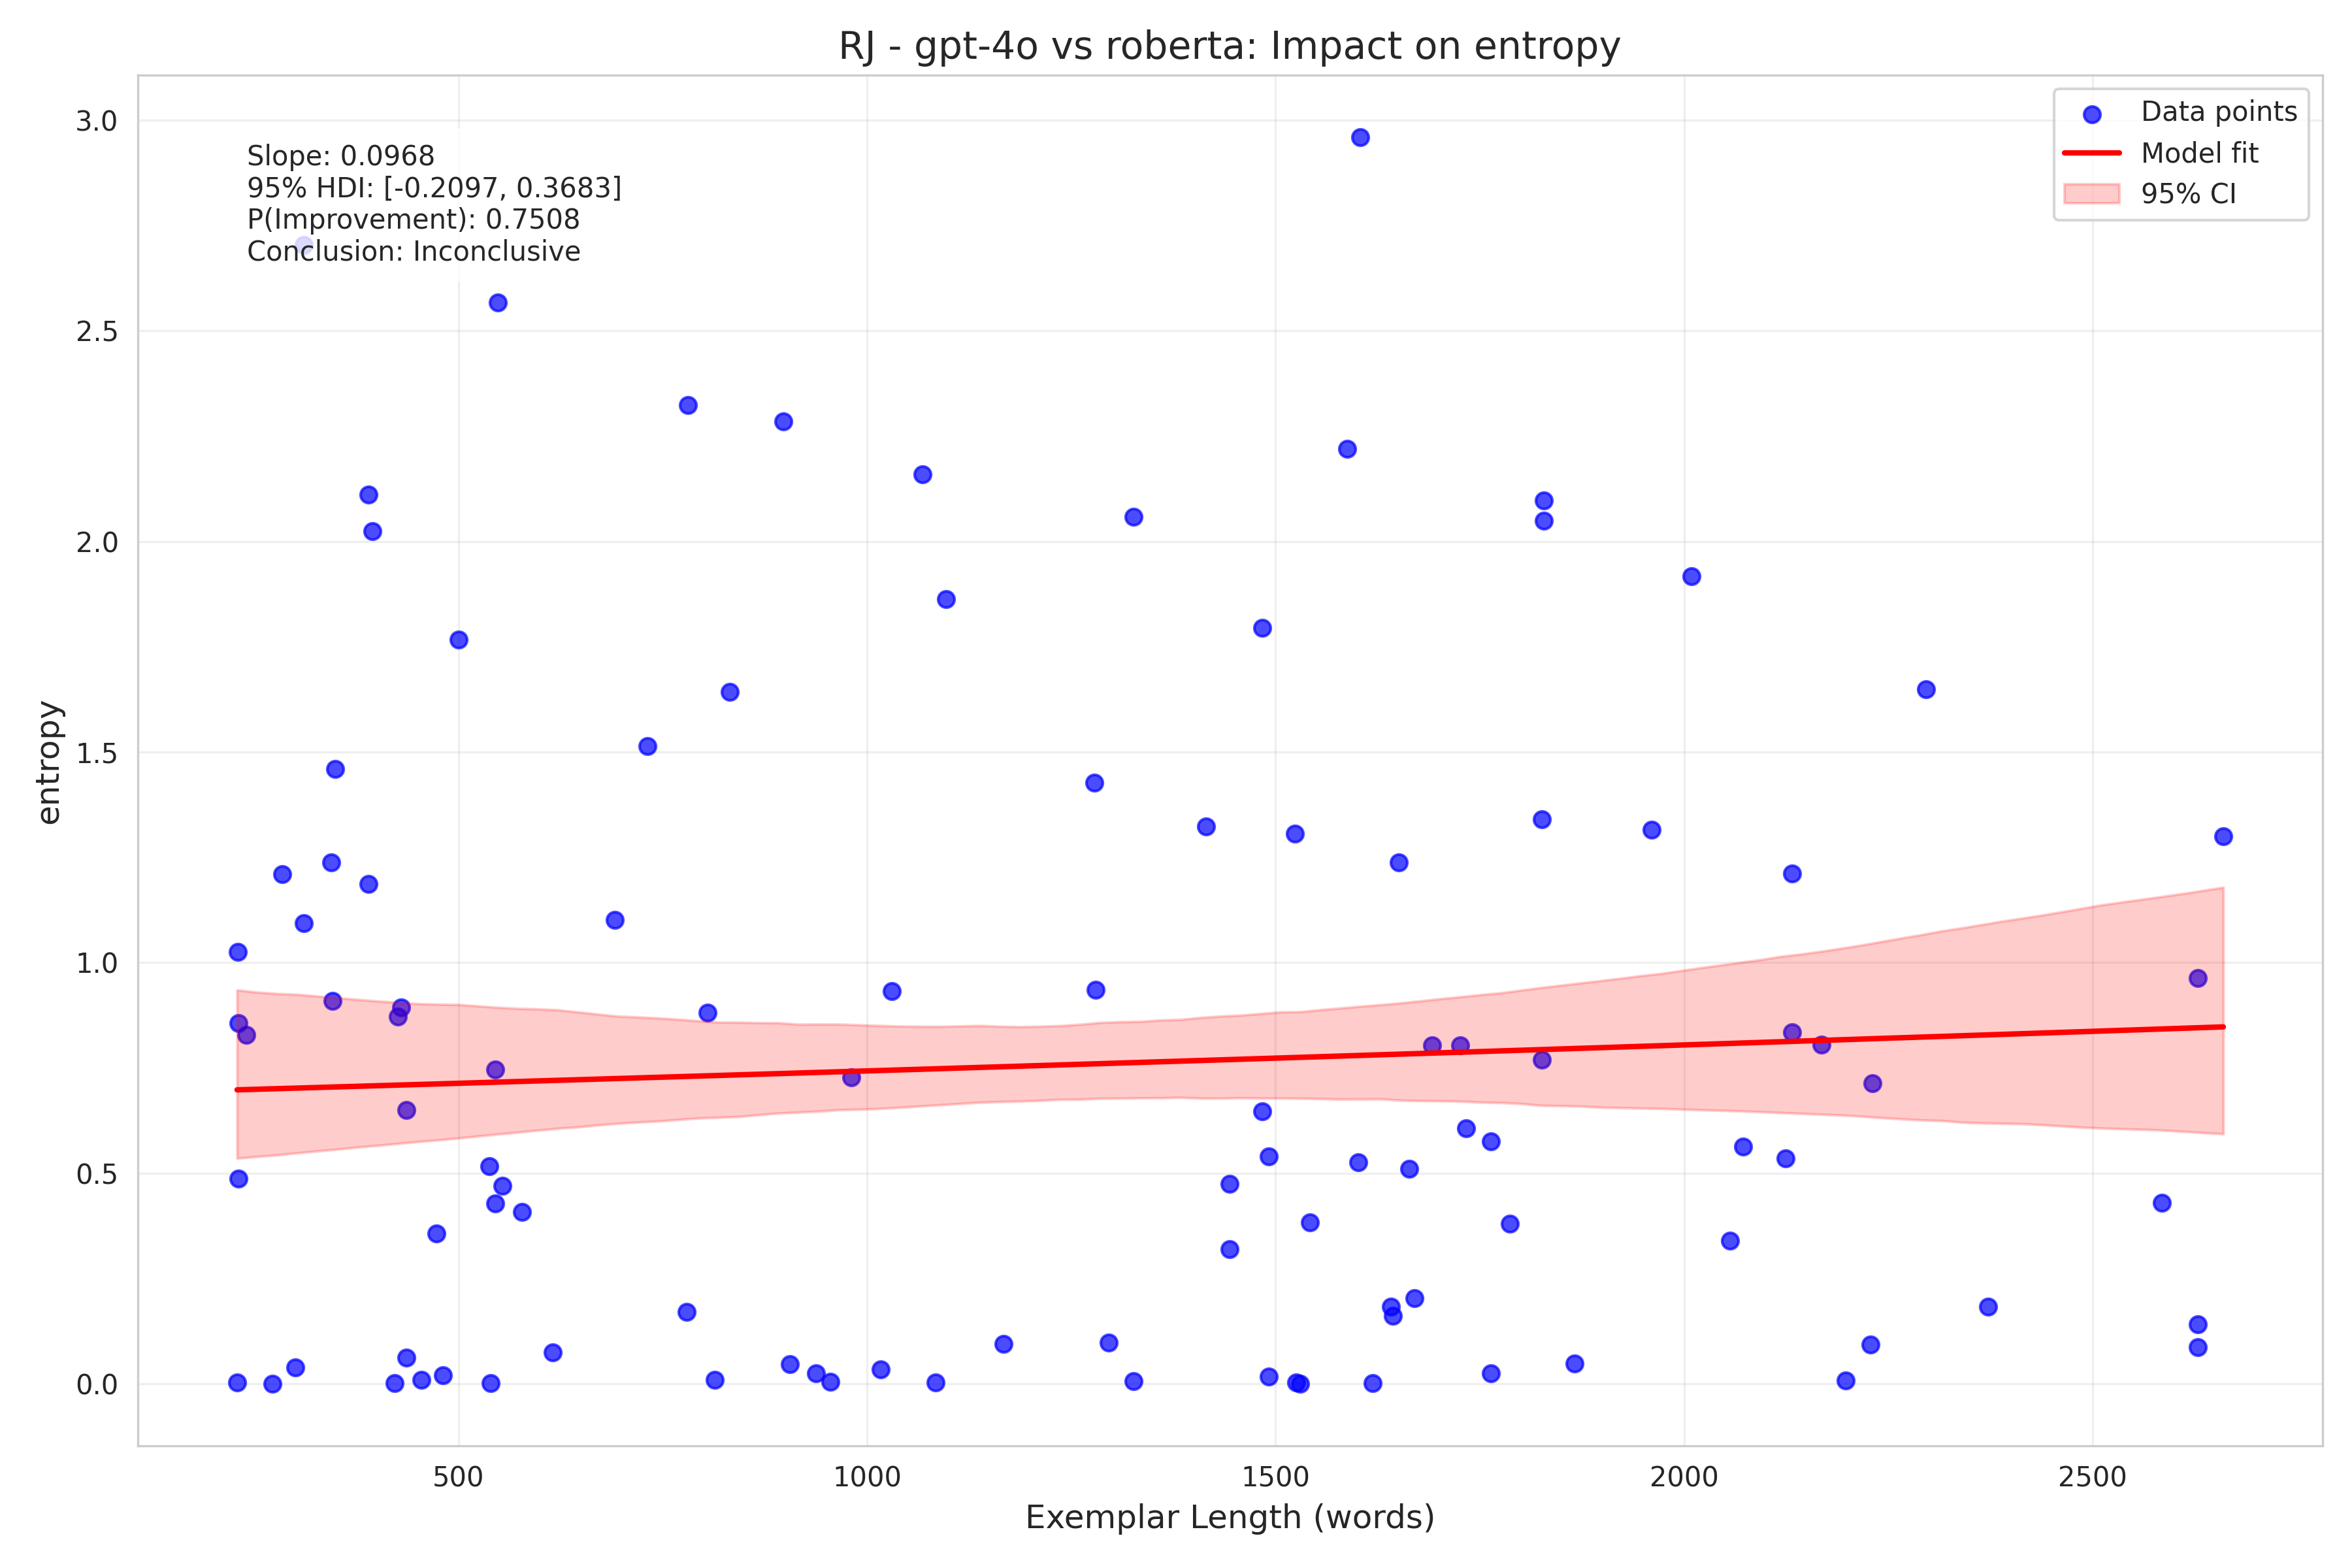 RJ - gpt-4o vs roberta: Impact on entropy
Slope: 0.0968
95% HDI: [-0.2097, 0.3683]
P(Improvement): 0.7508
Conclusion: Inconclusive
Data points
Model fit
95% CI
entropy
3.0
2.5
2.0
1.5
1.0
0.5
0.0
500 1000 1500 2000 2500
Exemplar Length (words)